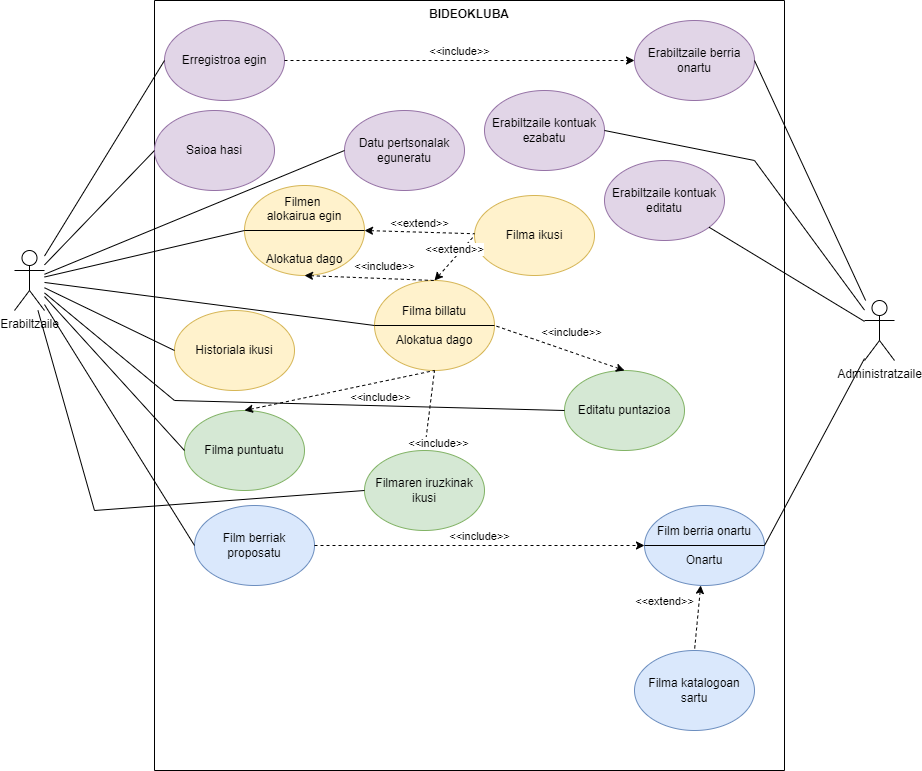 BIDEOKLUBA
Erregistroa egin
<<include>>
Erabiltzaile berria
onartu
Saioa hasi
Datu pertsonalak
eguneratu
Erabiltzaile kontuak
ezabatu
Erabiltzaile kontuak
editatu
Filmen
alokairua egin
Alokatua dago
<<extend>>
Filma ikusi
<<extend>>
<<include>>
Filma billatu
Alokatua dago
<<include>>
Erabiltzaile
Historiala ikusi
Administratzaile
<<include>>
Editatu puntazioa
Filma puntuatu
<<include>>
Filmaren iruzkinak
ikusi
Film berriak
proposatu
<<include>>
Film berria onartu
Onartu
<<extend>>
Filma katalogoan
sartu